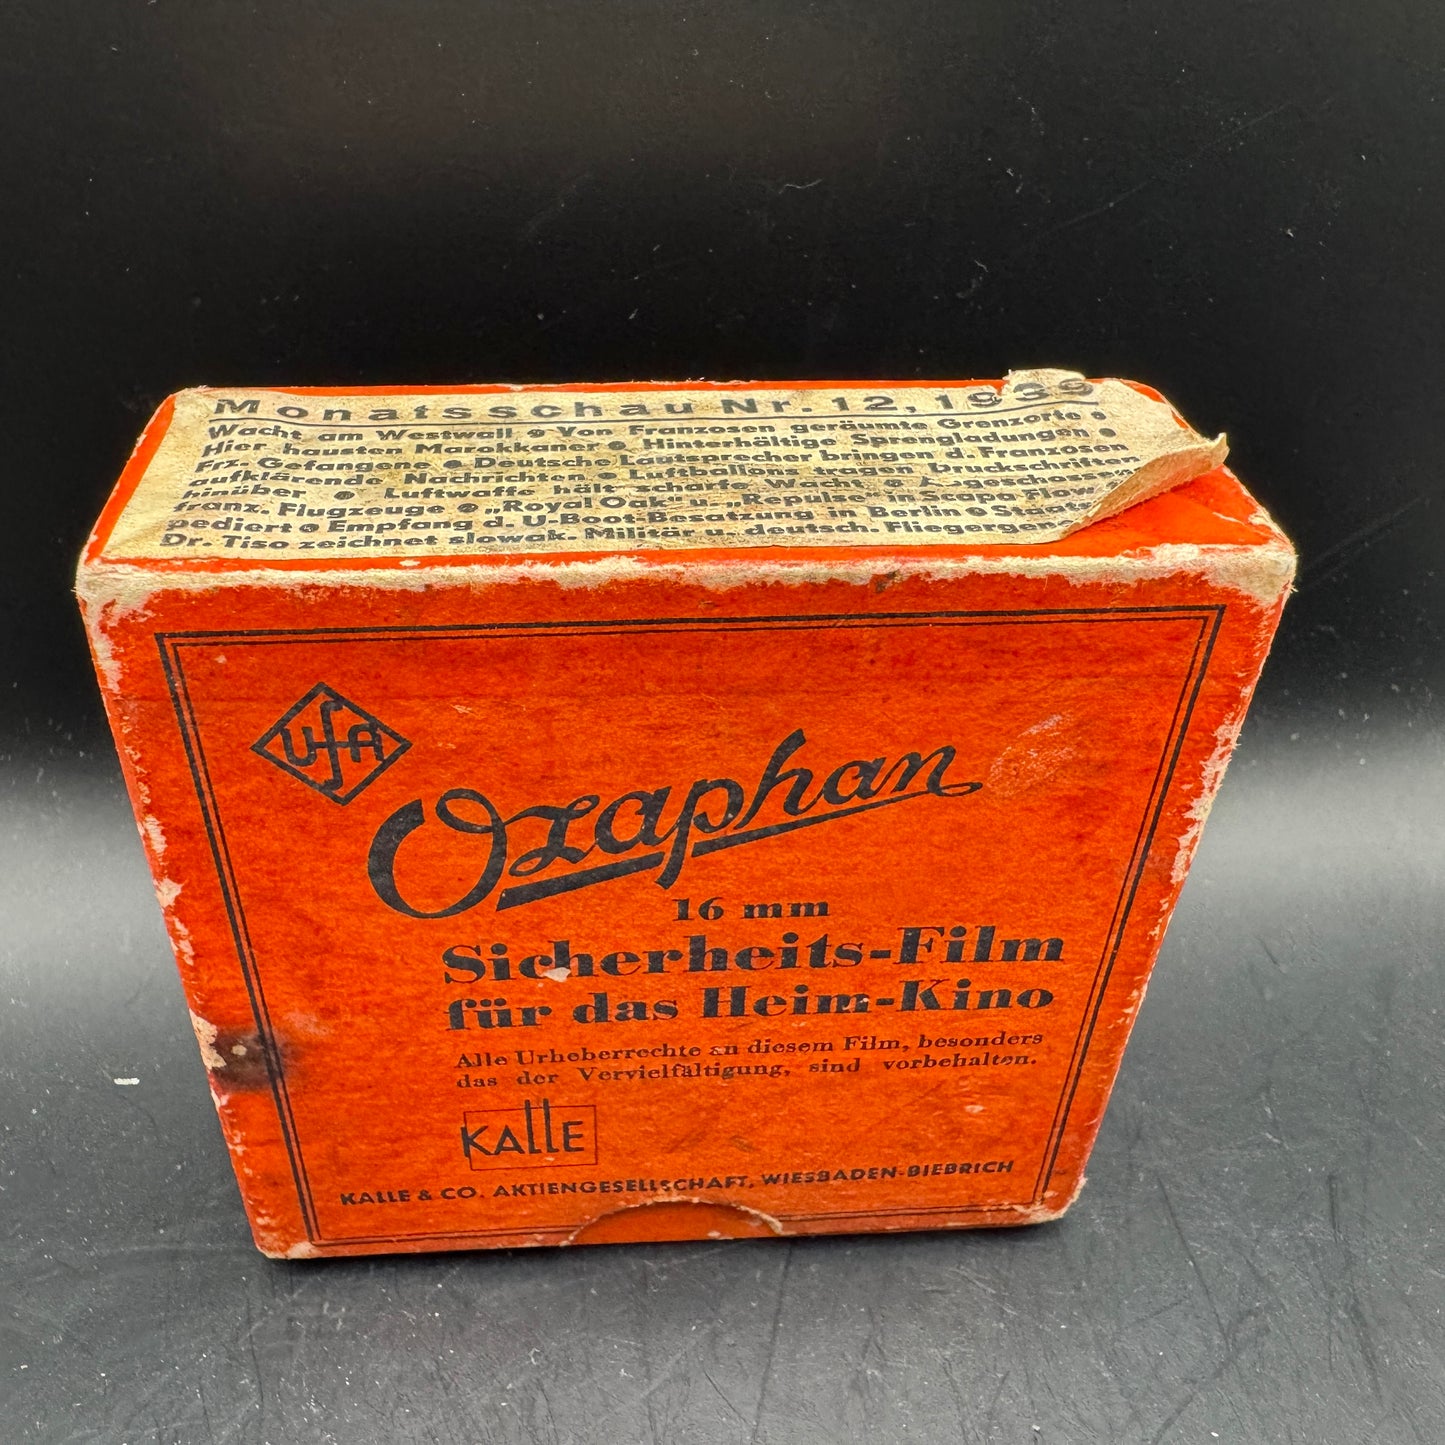 Monatsschau Nr. 12, 1939
Wacht am Westwall • Von Franzosen geräumte Grenzorte •
Hier hausten Marokkaner • Hinterhältige Sprengladungen •
Frz. Gefangene • Deutsche Lautsprecher bringen d. Franzosen
aufklärende Nachrichten • Luftballons tragen Druckschriften
hinüber • Luftwaffe hält scharfe Wacht •
franz. Flugzeuge • „Royal Oak" u. „Repulse" in Scapa Flow
pediert • Empfang d. U-Boot-Besatzung in Berlin • Staats
Dr. Tiso zeichnet slowak. Militär u. deutsch. Fliegergen
UFA
Ozaphan
16 mm
Sicherheits-Film
für das Heim-Kino
Alle Urheberrechte an diesem Film, besonders
das der Vervielfältigung, sind vorbehalten.
KALLE
KALLE & CO. AKTIENGESELLSCHAFT, WIESBADEN-BIEBRICH